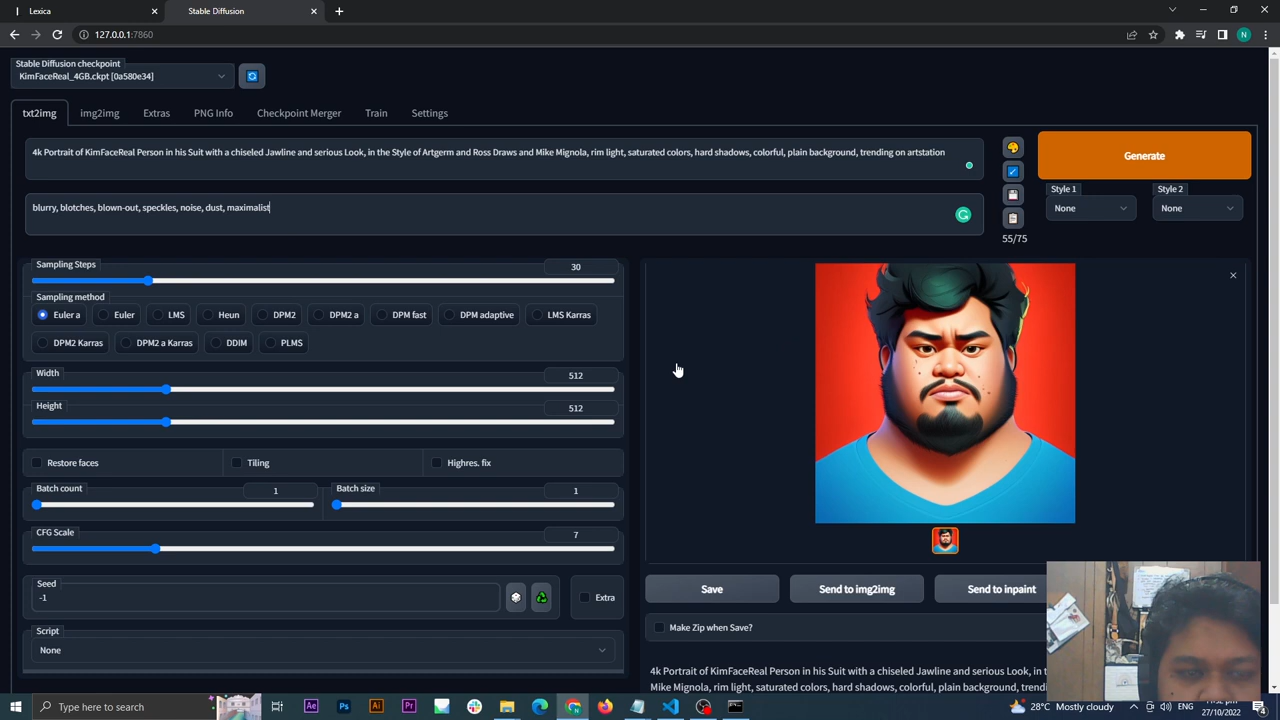 Lexica
Stable Diffusion
127.0.0.1:7860
N
Stable Diffusion checkpoint
KimFaceReal_4GB.ckpt [0a580e34]
txt2img
img2img
Extras
PNG Info
Checkpoint Merger
Train
Settings
4k Portrait of KimFaceReal Person in his Suit with a chiseled Jawline and serious Look, in the Style of Artgerm and Ross Draws and Mike Mignola, rim light, saturated colors, hard shadows, colorful, plain background, trending on artstation
Generate
Style 1
Style 2
None
None
blurry, blotches, blown-out, speckles, noise, dust, maximalist
55/75
Sampling Steps
30
Sampling method
Euler a
Euler
LMS
Heun
DPM2
DPM2 a
DPM fast
DPM adaptive
LMS Karras
DPM2 Karras
DPM2 a Karras
DDIM
PLMS
Width
512
Height
512
Restore faces
Tiling
Highres. fix
Batch count
1
Batch size
1
CFG Scale
7
Seed
-1
Extra
Script
None
Save
Send to img2img
Send to inpaint
Make Zip when Save?
4k Portrait of KimFaceReal Person in his Suit with a chiseled Jawline and serious Look, in t
Mike Mignola, rim light, saturated colors, hard shadows, colorful, plain background, trending
Type here to search
Ae
Ps
Ai
Pr
28°C Mostly cloudy
ENG
27/10/2022
4